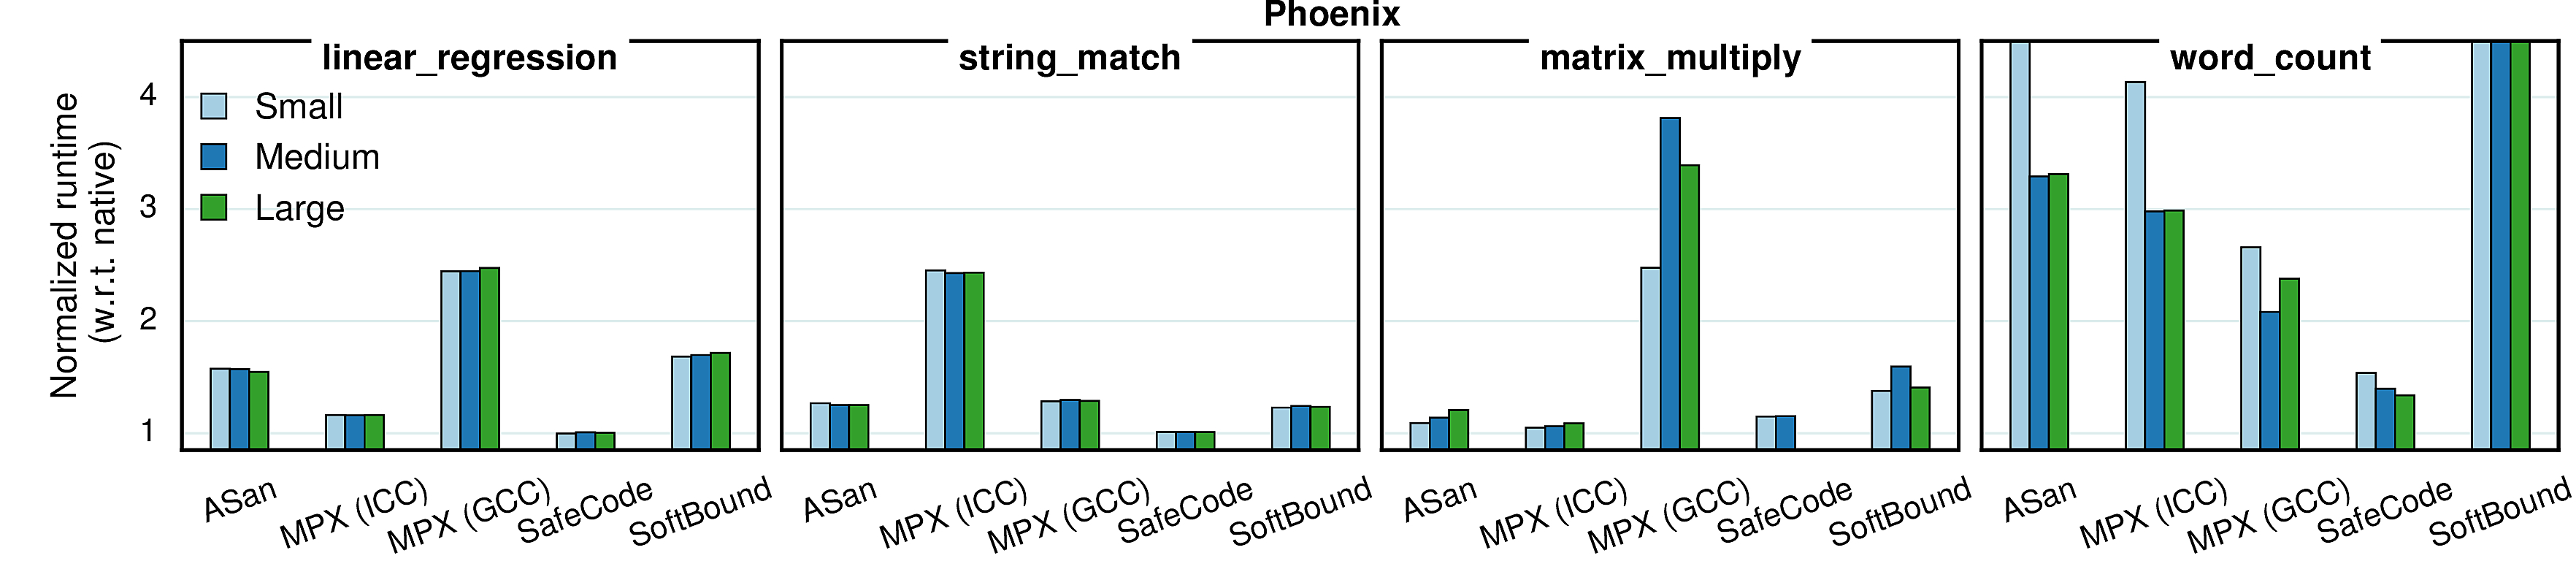 Phoenix
linear_regression
string_match
matrix_multiply
word_count
Normalized runtime
(w.r.t. native)
4
3
2
1
Small
Medium
Large
ASan
MPX (ICC)
MPX (GCC)
SafeCode
SoftBound
ASan
MPX (ICC)
MPX (GCC)
SafeCode
SoftBound
ASan
MPX (ICC)
MPX (GCC)
SafeCode
SoftBound
ASan
MPX (ICC)
MPX (GCC)
SafeCode
SoftBound